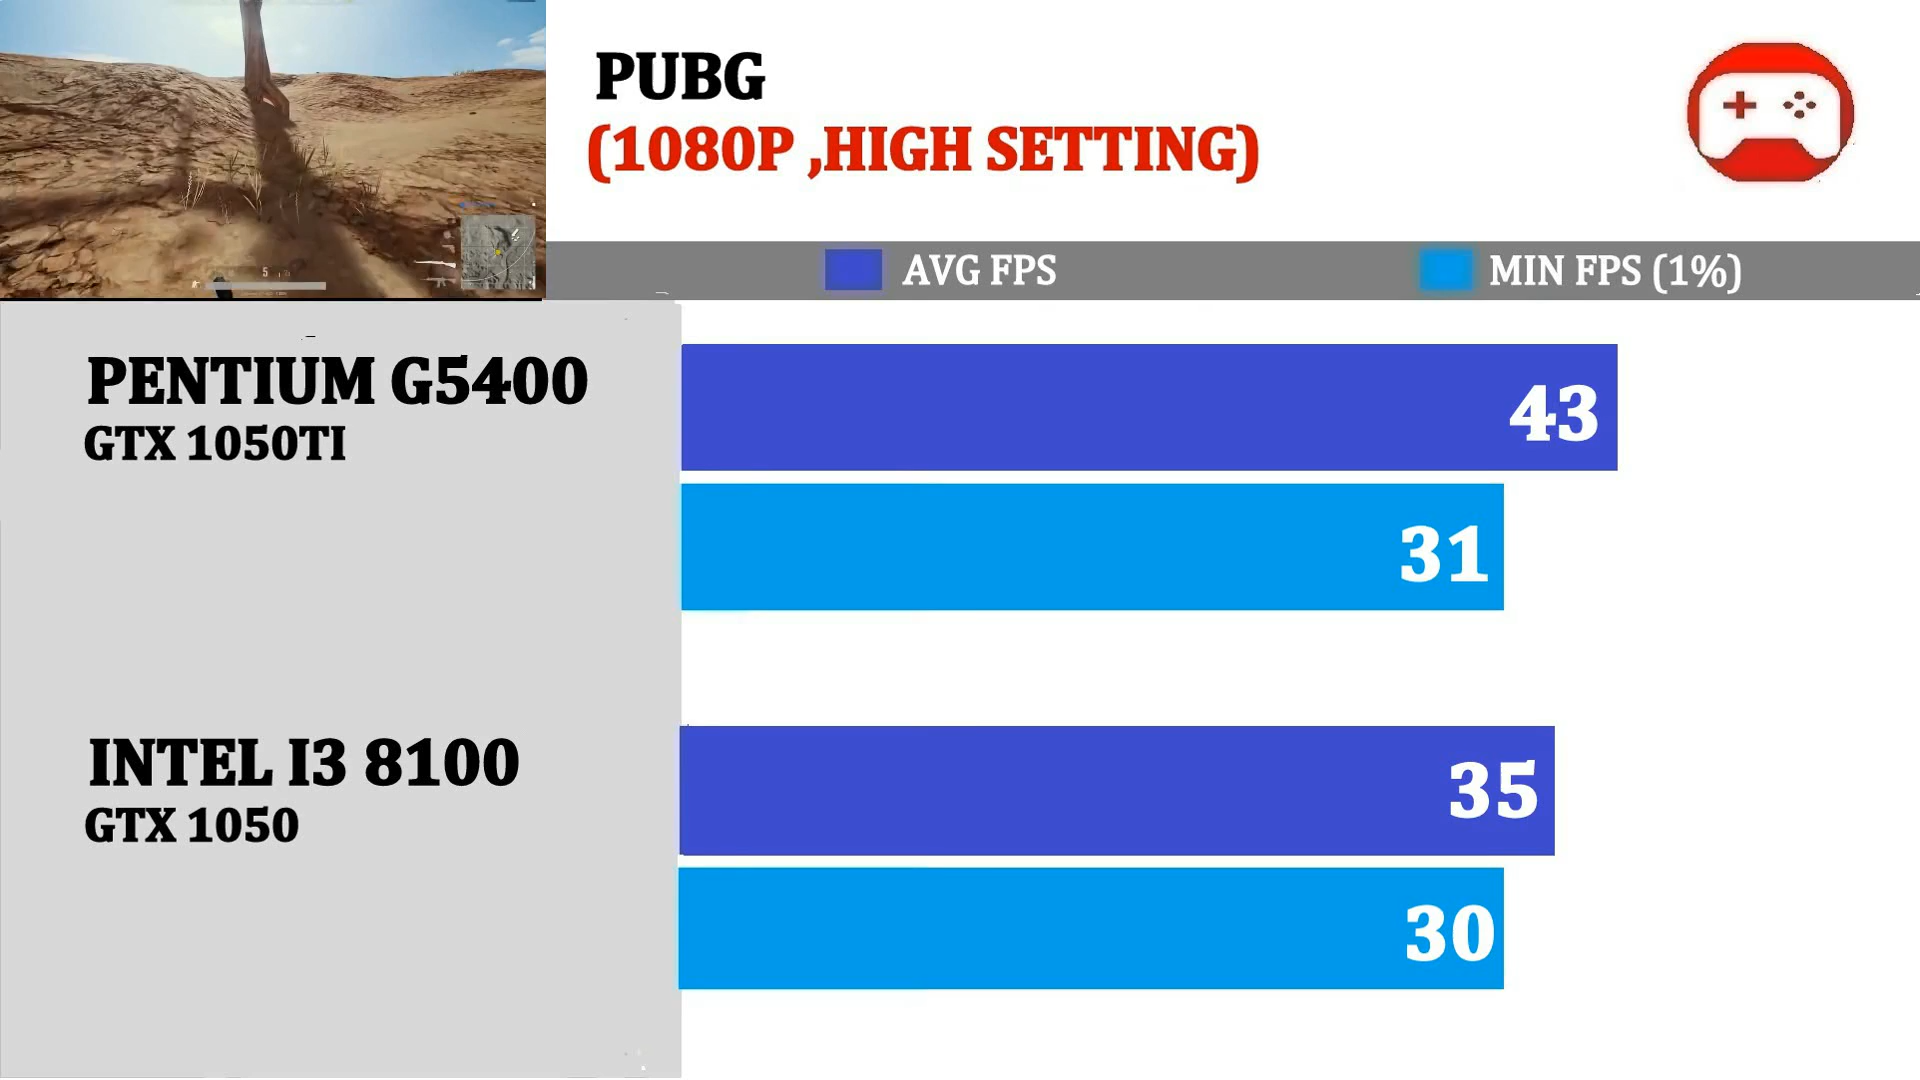 PUBG
(1080P ,HIGH SETTING)
AVG FPS
MIN FPS (1%)
5
PENTIUM G5400
GTX 1050TI
43
31
INTEL I3 8100
GTX 1050
35
30